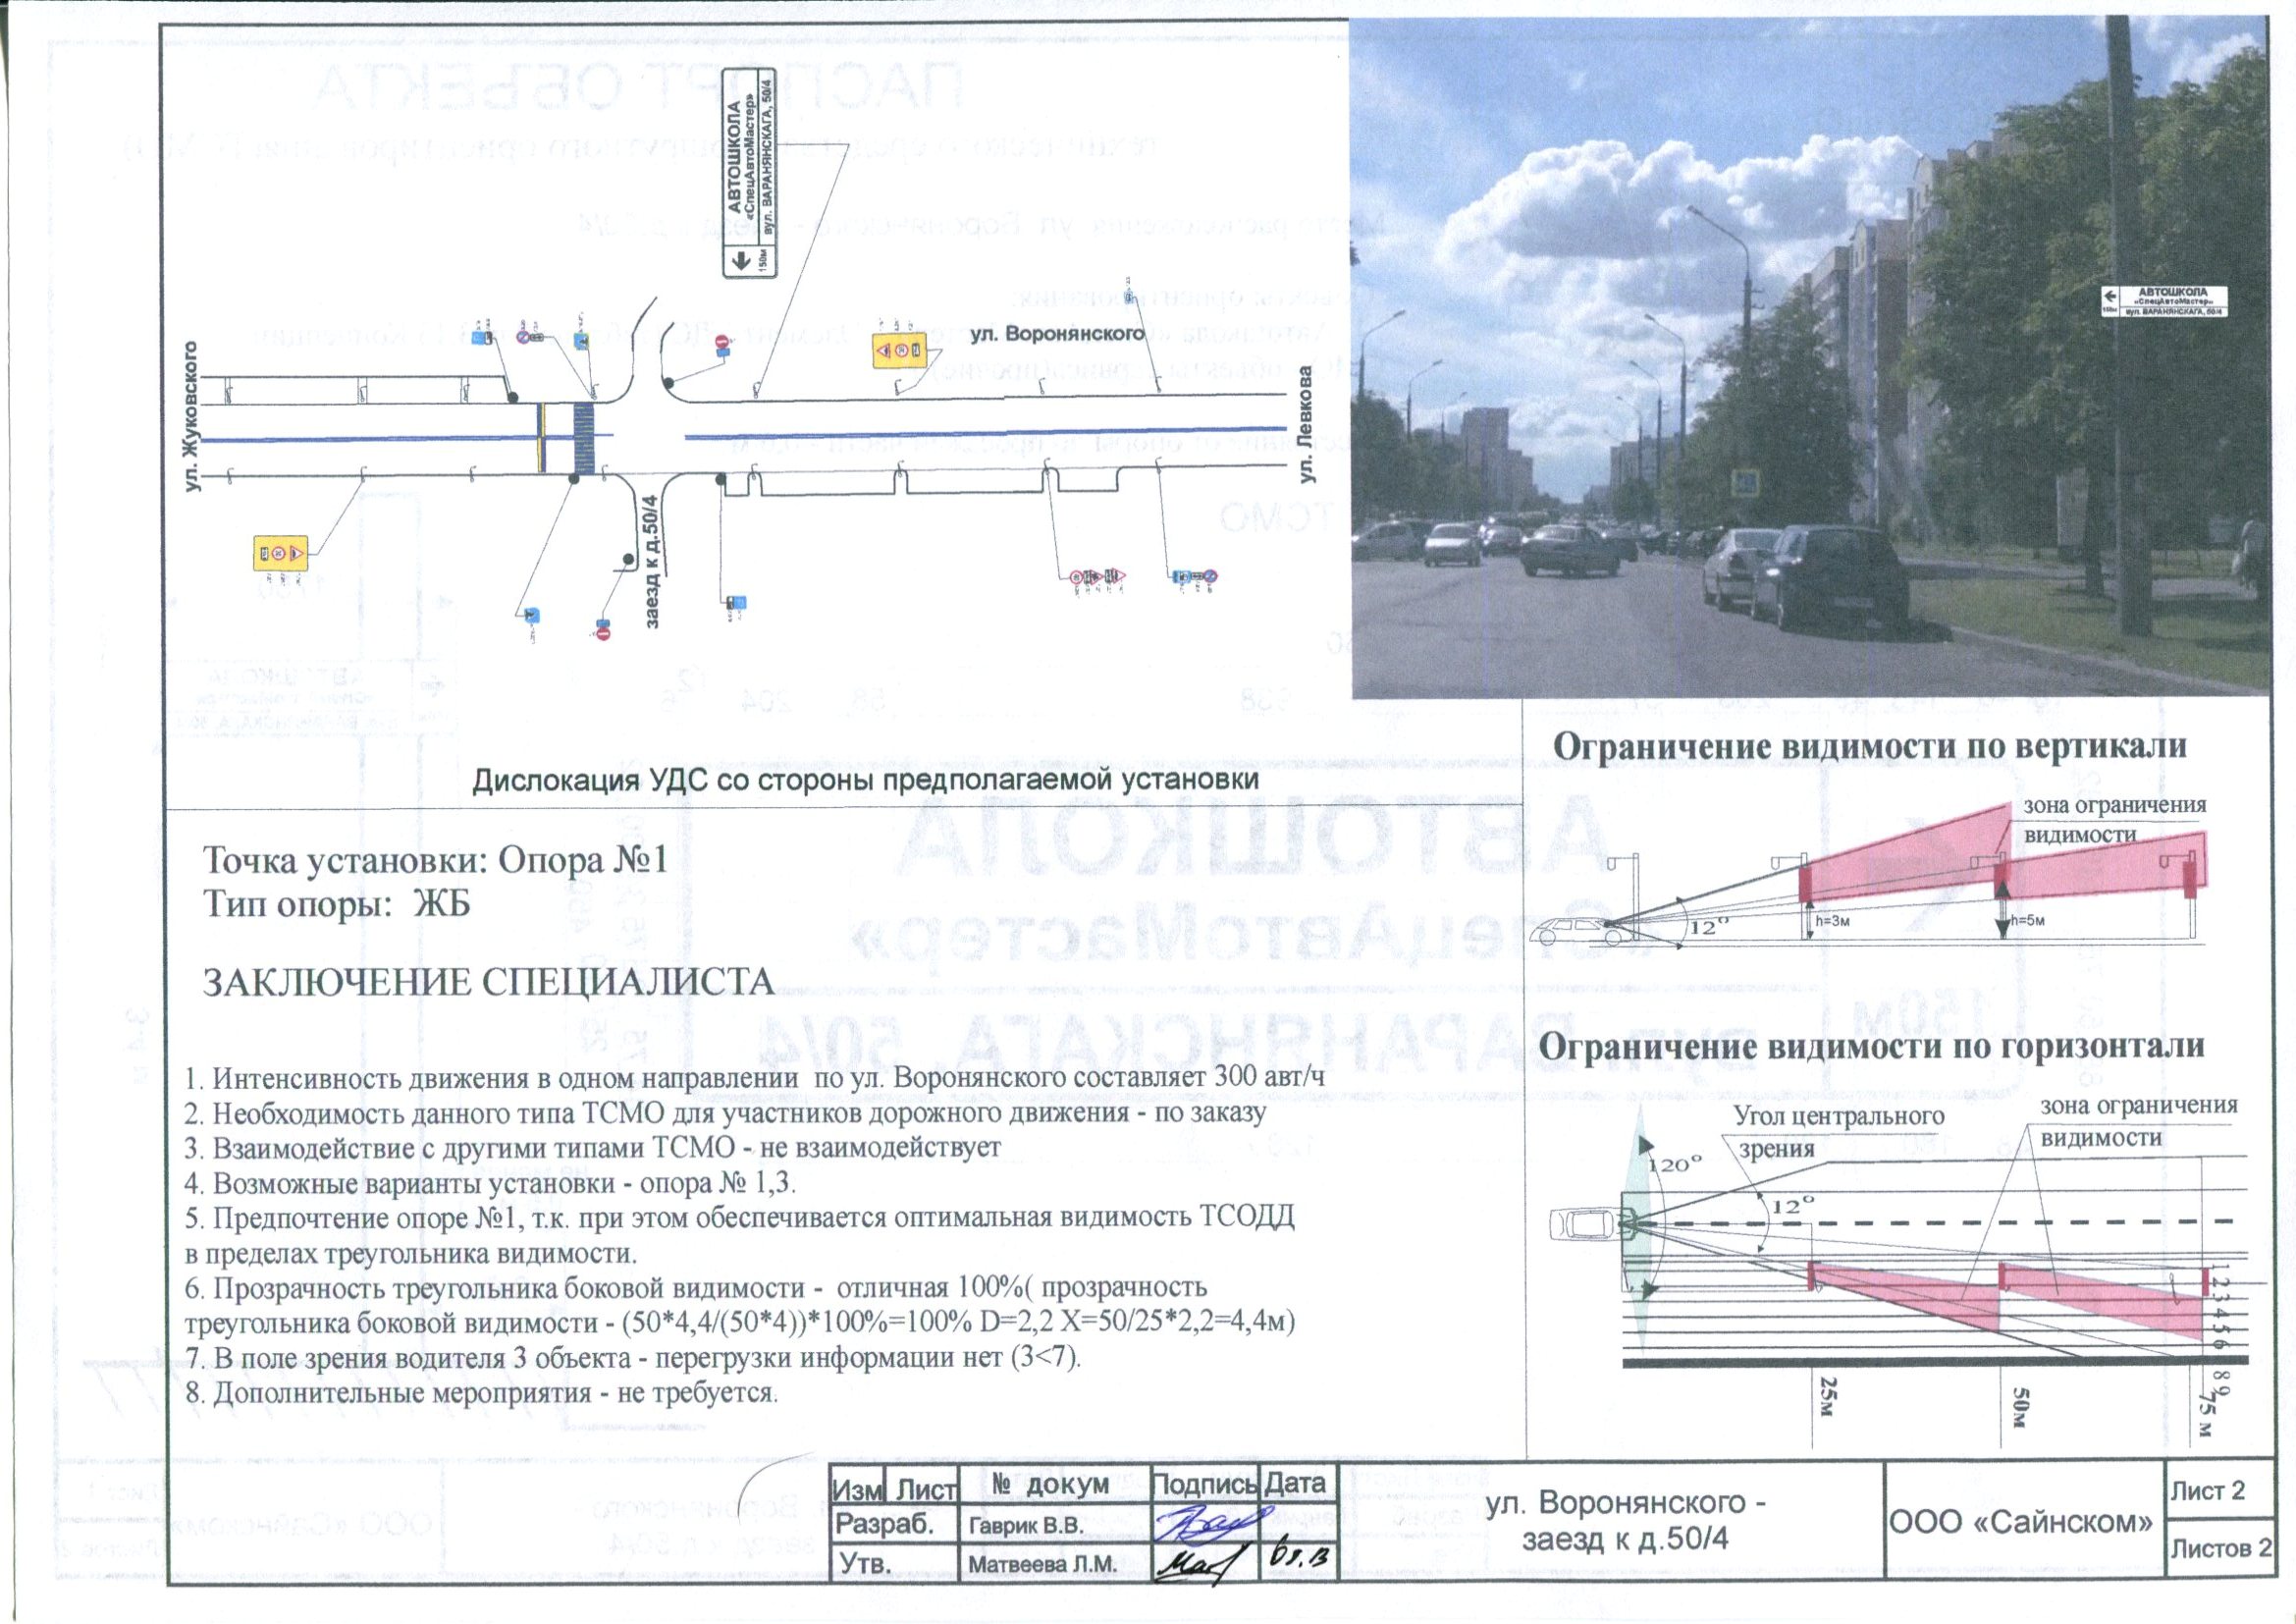 АВТОШКОЛА
«СпецАвтоМастер»
150м
вул. ВАРАНЯНСКАГА, 50/4
ул. Воронянского
ул. Жуковского
ул. Левкова
заезд к д.50/4
АВТОШКОЛА
«СпецАвтоМастер»
вул. ВАРАНЯНСКАГА, 50/4
Дислокация УДС со стороны предполагаемой установки
Точка установки: Опора №1
Тип опоры: ЖБ
ЗАКЛЮЧЕНИЕ СПЕЦИАЛИСТА
1. Интенсивность движения в одном направлении по ул. Воронянского составляет 300 авт/ч
2. Необходимость данного типа ТСМО для участников дорожного движения - по заказу
3. Взаимодействие с другими типами ТСМО - не взаимодействует
4. Возможные варианты установки - опора № 1,3.
5. Предпочтение опоре №1, т.к. при этом обеспечивается оптимальная видимость ТСОДД
в пределах треугольника видимости.
6. Прозрачность треугольника боковой видимости - отличная 100%( прозрачность
треугольника боковой видимости - (50*4,4/(50*4))*100%=100% D=2,2 X=50/25*2,2=4,4м)
7. В поле зрения водителя 3 объекта - перегрузки информации нет (3<7).
8. Дополнительные мероприятия - не требуется.
Ограничение видимости по вертикали
зона ограничения
видимости
12°
h=3м
h=5м
Ограничение видимости по горизонтали
Угол центрального
зрения
зона ограничения
видимости
120°
12°
1 2 3 4 5 6 8 9
25м
50м
75 м
Изм Лист № докум Подпись Дата
Разраб. Гаврик В.В.
Утв. Матвеева Л.М.
ул. Воронянского -
заезд к д.50/4
ООО «Сайнском»
Лист 2
Листов 2